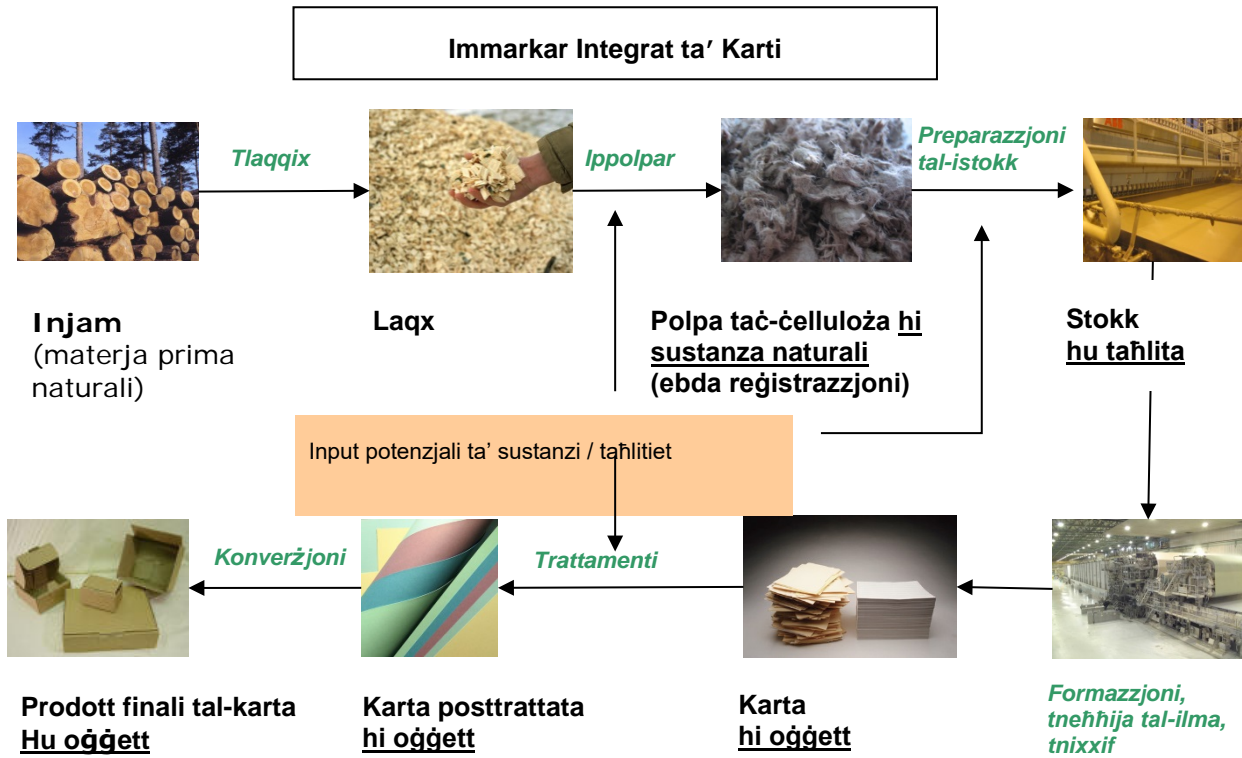 Immarkar Integrat ta' Karti
Tlaqqix
Ippolpar
Preparazzjoni
tal-istokk
Injam
(materja prima
naturali)
Laqx
Polpa taċ-ċelluloża hi
sustanza naturali
(ebda reġistrazzjoni)
Stokk
hu taħlita
Input potenzjali ta' sustanzi / taħlitiet
Konverżjoni
Trattamenti
Prodott finali tal-karta
Hu oġġett
Karta posttrattata
hi oġġett
Karta
hi oġġett
Formazzjoni,
tneħħija tal-ilma,
tnixxif